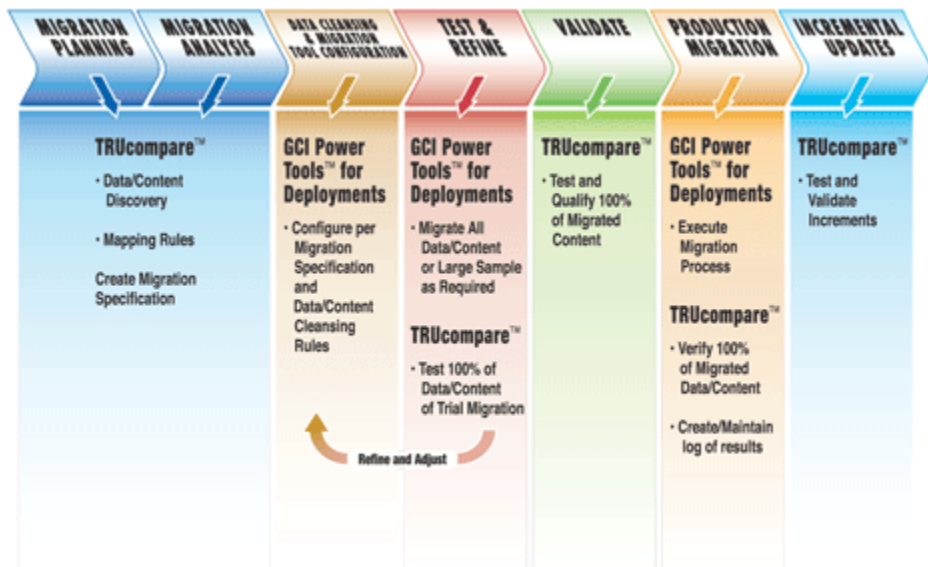 MIGRATION
PLANNING
MIGRATION
ANALYSIS
DATA CLEANSING
& MIGRATION
TOOL CONFIGURATION
TEST &
REFINE
VALIDATE
PRODUCTION
MIGRATION
INCREMENTAL
UPDATES
TRUcompare™
• Data/Content
Discovery
• Mapping Rules
Create Migration
Specification
GCI Power
Tools™ for
Deployments
• Configure per
Migration
Specification
and
Data/Content
Cleansing
Rules
GCI Power
Tools™ for
Deployments
• Migrate All
Data/Content
or Large Sample
as Required
TRUcompare™
• Test 100% of
Data/Content
of Trial Migration
Refine and Adjust
TRUcompare™
• Test and
Qualify 100%
of Migrated
Content
GCI Power
Tools™ for
Deployments
• Execute
Migration
Process
TRUcompare™
• Verify 100%
of Migrated
Data/Content
• Create/Maintain
log of results
TRUcompare™
• Test and
Validate
Increments